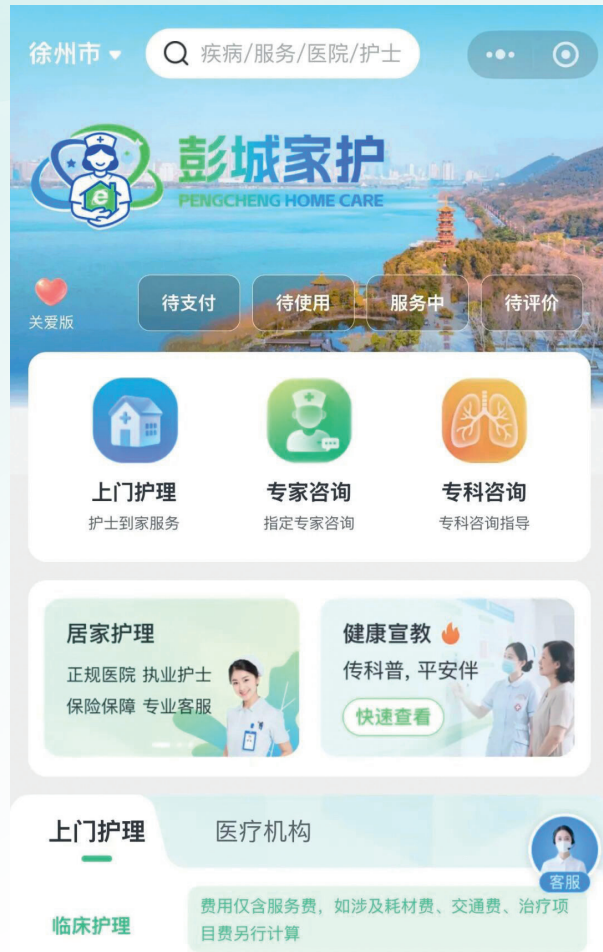 徐州市
疾病/服务/医院/护士
彭城家护
PENGCHENG HOME CARE
e
关爱版
待支付
待使用
服务中
待评价
上门护理
护士到家服务
专家咨询
指定专家咨询
专科咨询
专科咨询指导
居家护理
正规医院 执业护士
保险保障 专业客服
健康宣教
传科普，平安伴
快速查看
上门护理
医疗机构
客服
临床护理
费用仅含服务费，如涉及耗材费、交通费、治疗项
目费另行计算